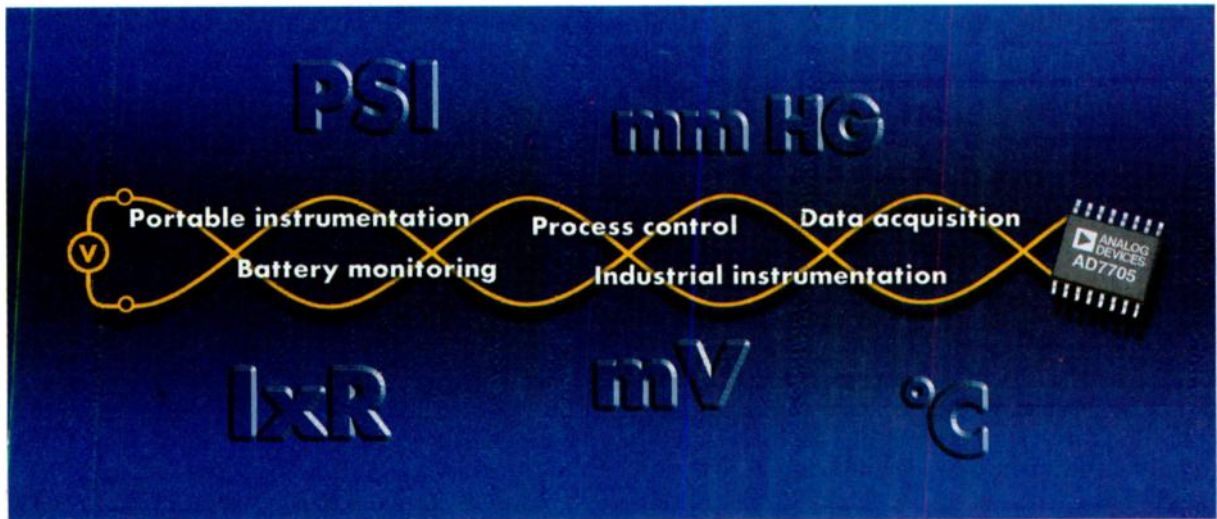 PSI
mm HG
Portable instrumentation
Process control
Data acquisition
V
Battery monitoring
Industrial instrumentation
ANALOG
DEVICES
AD7705
IxR
mV
°C